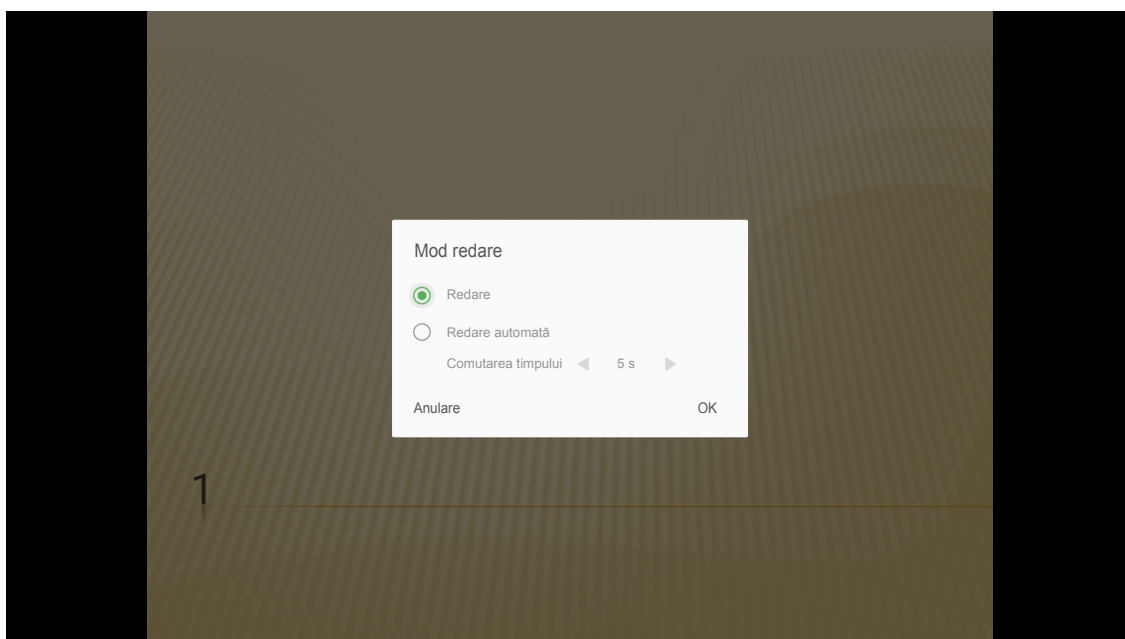 Mod redare
Redare
Redare automată
Comutarea timpului 5 s
Anulare OK
1